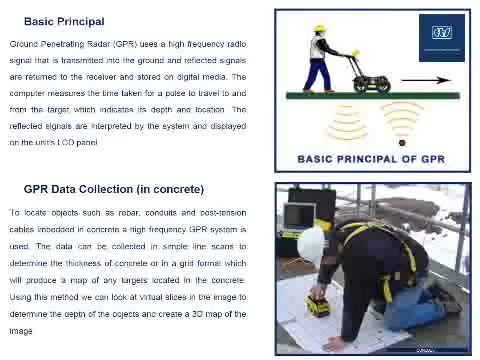 Basic Principal
Ground Penetrating Radar (GPR) uses a high frequency radio
signal that is transmitted into the ground and reflected signals
are returned to the receiver and stored on digital media. The
computer measures the time taken for a pulse to travel to and
from the target which indicates its depth and location. The
reflected signals are interpreted by the system and displayed
on the unit's LCD panel
BASIC PRINCIPAL OF GPR
GPR Data Collection (in concrete)
To locate objects such as rebar, conduits and post-tension
cables imbedded in concrete a high frequency GPR system is
used. The data can be collected in simple line scans to
determine the thickness of concrete or in a grid format which
will produce a map of any targets located in the concrete.
Using this method we can look at virtual slices in the image to
determine the depth of the objects and create a 3D map of the
image